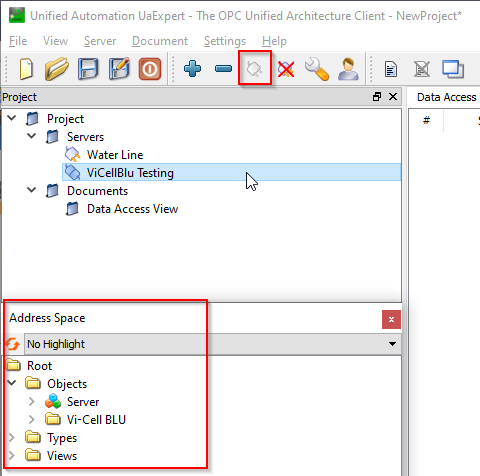 Unified Automation UaExpert - The OPC Unified Architecture Client - NewProject*
File View Server Document Settings Help
Project
Data Access
Project
#
Servers
Water Line
ViCellBlu Testing
Documents
Data Access View
Address Space
No Highlight
Root
Objects
Server
Vi-Cell BLU
Types
Views